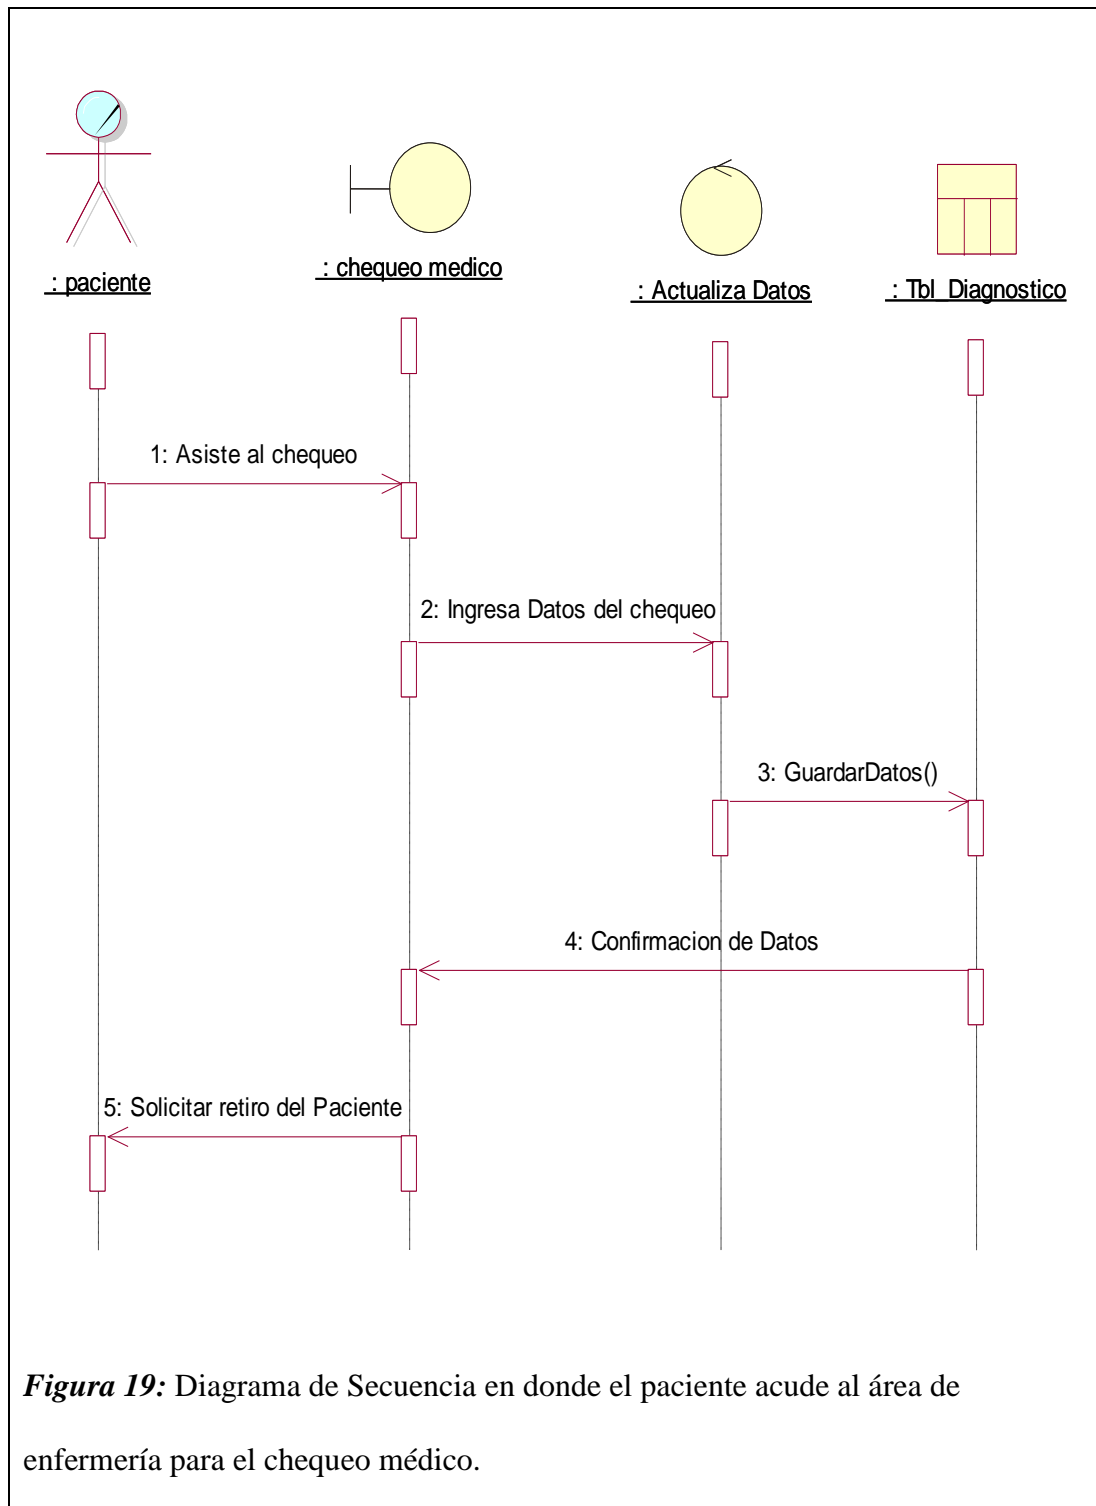 : paciente
: chequeo medico
: Actualiza Datos
: Tbl_Diagnostico
1: Asiste al chequeo
2: Ingresa Datos del chequeo
3: GuardarDatos()
4: Confirmacion de Datos
5: Solicitar retiro del Paciente
Figura 19: Diagrama de Secuencia en donde el paciente acude al área de
enfermería para el chequeo médico.